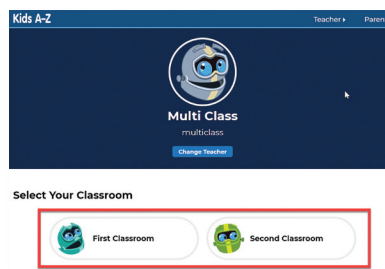 Kids A-Z Teacher Paren
Multi Class
multiclass
Change Teacher
Select Your Classroom
First Classroom Second Classroom